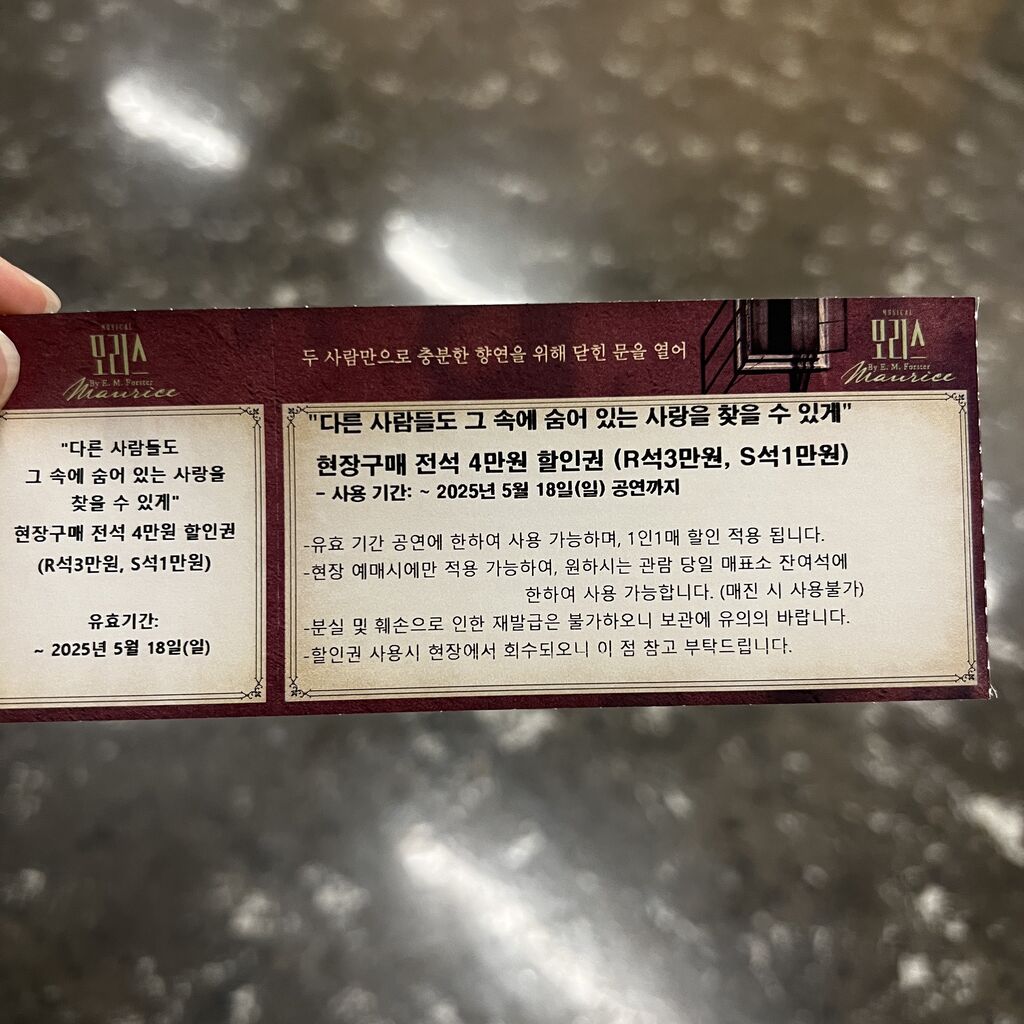 MUSICAL
모리스
By E. M. Forster
Maurice
"다른 사람들도
그 속에 숨어 있는 사랑을
찾을 수 있게"
현장구매 전석 4만원 할인권
(R석3만원, S석1만원)
유효기간:
~ 2025년 5월 18일(일)
두 사람만으로 충분한 향연을 위해 닫힌 문을 열어
MUSICAL
모리스
By E. M. Forster
Maurice
"다른 사람들도 그 속에 숨어 있는 사랑을 찾을 수 있게"
현장구매 전석 4만원 할인권 (R석3만원, S석1만원)
- 사용 기간: ~ 2025년 5월 18일(일) 공연까지
-유효 기간 공연에 한하여 사용 가능하며, 1인1매 할인 적용 됩니다.
-현장 예매시에만 적용 가능하여, 원하시는 관람 당일 매표소 잔여석에
한하여 사용 가능합니다. (매진 시 사용불가)
-분실 및 훼손으로 인한 재발급은 불가하오니 보관에 유의의 바랍니다.
-할인권 사용시 현장에서 회수되오니 이 점 참고 부탁드립니다.